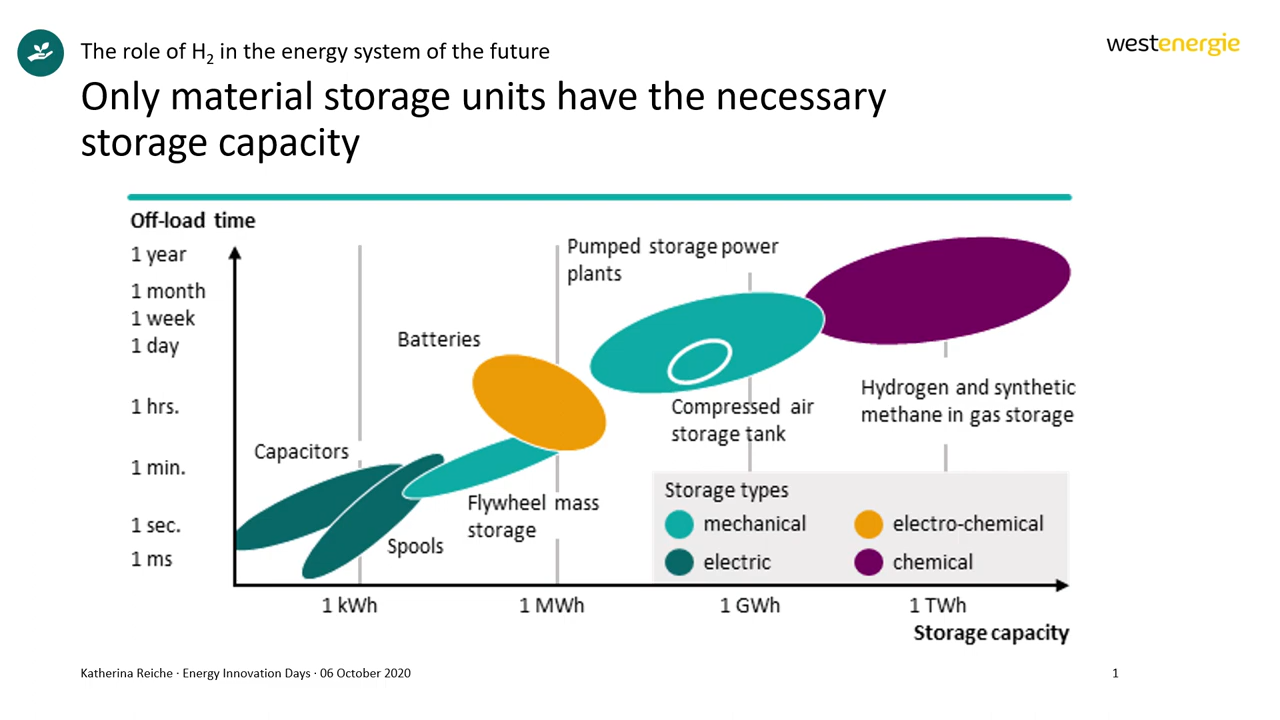 The role of H₂ in the energy system of the future
westenergie
Only material storage units have the necessary
storage capacity
Off-load time
1 year
1 month
1 week
1 day
1 hrs.
1 min.
1 sec.
1 ms
Pumped storage power
plants
Batteries
Capacitors
Compressed air
storage tank
Hydrogen and synthetic
methane in gas storage
Flywheel mass
storage
Spools
Storage types
mechanical
electro-chemical
electric
chemical
1 kWh
1 MWh
1 GWh
1 TWh
Storage capacity
Katherina Reiche · Energy Innovation Days · 06 October 2020
1